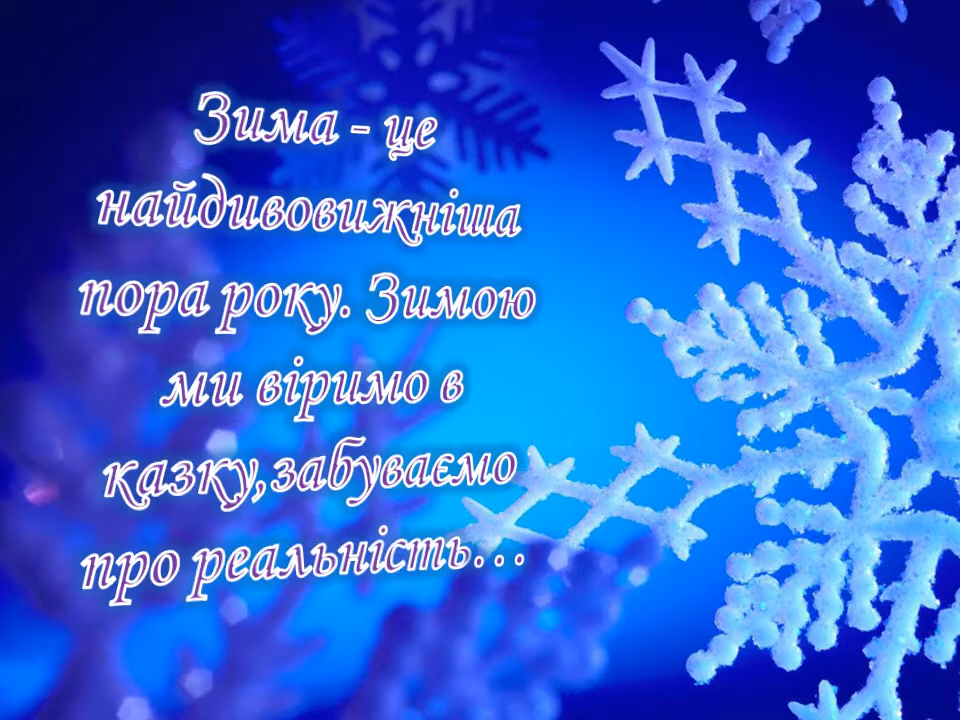 Зима - це
найдивовижніша
пора року. Зимою
ми віримо в
казку,забуваємо
про реальність…